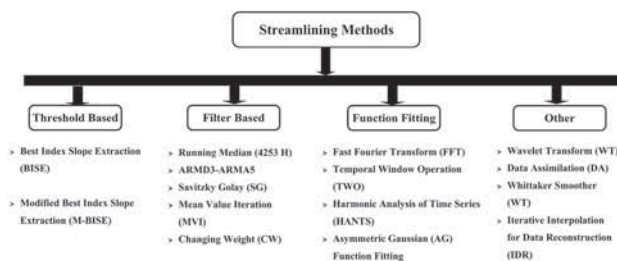 Streamlining Methods
Threshold Based
Filter Based
Function Fitting
Other
➤ Best Index Slope Extraction
(BISE)
➤ Modified Best Index Slope
Extraction (M-BISE)
➤ Running Median (4253 H)
➤ ARMD3-ARMA5
➤ Savitzky Golay (SG)
➤ Mean Value Iteration
(MVI)
➤ Changing Weight (CW)
➤ Fast Fourier Transform (FFT)
➤ Temporal Window Operation
(TWO)
➤ Harmonic Analysis of Time Series
(HANTS)
➤ Asymmetric Gaussian (AG)
Function Fitting
➤ Wavelet Transform (WT)
➤ Data Assimilation (DA)
➤ Whittaker Smoother
(WT)
➤ Iterative Interpolation
for Data Reconstruction
(IDR)